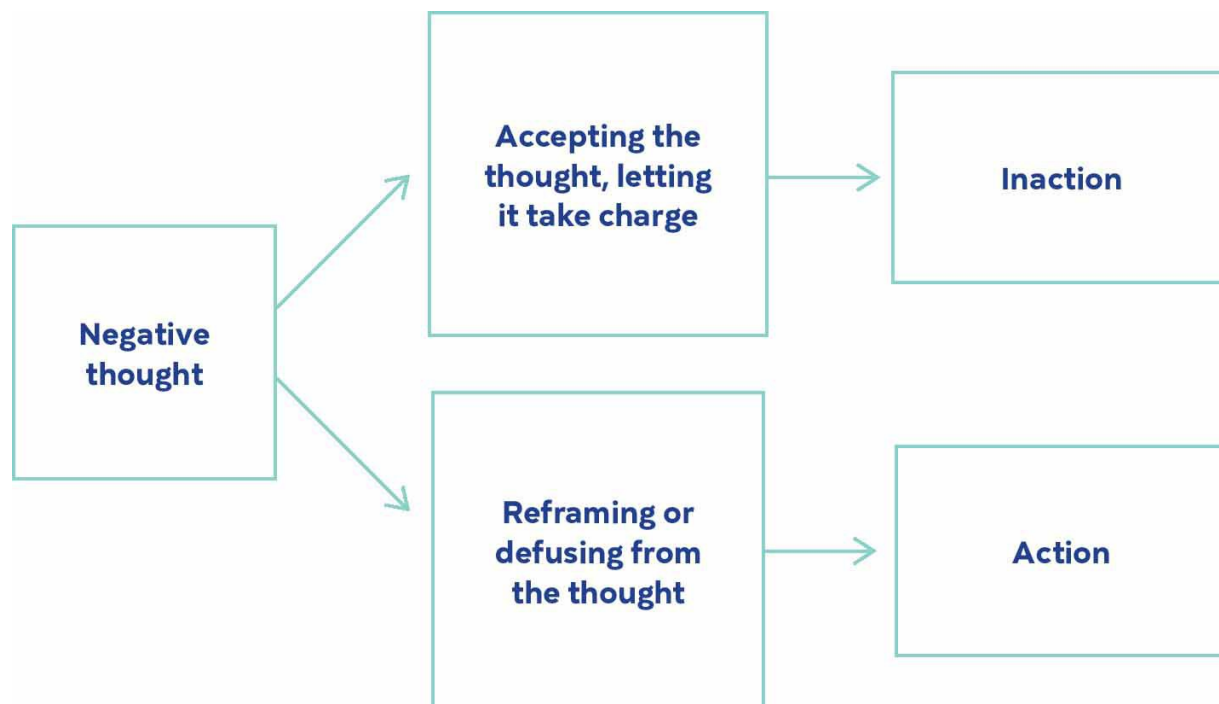 Negative
thought
Accepting the
thought, letting
it take charge
Inaction
Reframing or
defusing from
the thought
Action